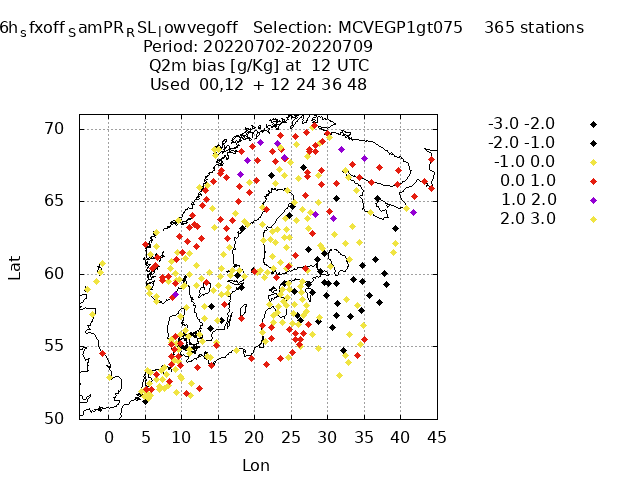 6h_sfxoff_SamPR_RSL_lowvegoff Selection: MCVEGP1gt075 365 stations
Period: 20220702-20220709
Q2m bias [g/Kg] at 12 UTC
Used 00,12 + 12 24 36 48
-3.0 -2.0
-2.0 -1.0
-1.0 0.0
0.0 1.0
1.0 2.0
2.0 3.0
70
65
60
55
50
Lat
0 5 10 15 20 25 30 35 40 45
Lon